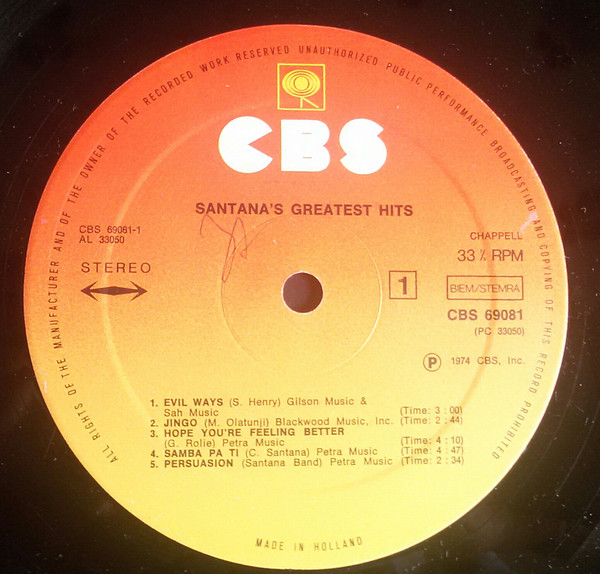 ALL RIGHTS OF THE MANUFACTURER AND OF THE OWNER OF THE RECORDED WORK RESERVED UNAUTHORIZED PUBLIC PERFORMANCE BROADCASTING AND COPYING OF THIS RECORD PROHIBITED
CBS
SANTANA'S GREATEST HITS
CBS 69061-1
AL 33050
STEREO
CHAPPELL
33⅓ RPM
1
BIEM/STEMRA
CBS 69081
(PC 33050)
Ⓟ 1974 CBS, Inc.
1. EVIL WAYS (S. Henry) Gilson Music &
Sah Music (Time: 3 : 00)
2. JINGO (M. Olatunji) Blackwood Music, Inc. (Time: 2 : 44)
3. HOPE YOU'RE FEELING BETTER
(G. Rolie) Petra Music (Time: 4 : 10)
4. SAMBA PA TI (C. Santana) Petra Music (Time: 4 : 47)
5. PERSUASION (Santana Band) Petra Music (Time: 2 : 34)
MADE IN HOLLAND